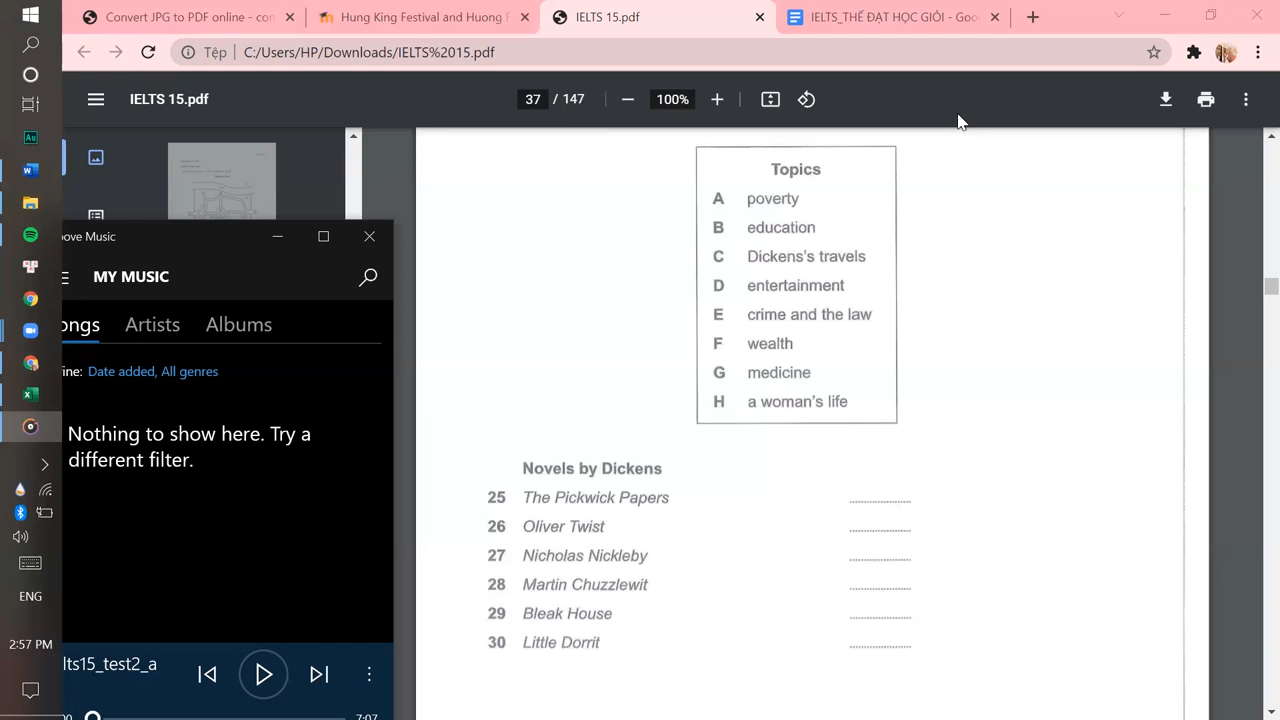 Convert JPG to PDF online - con
Hung King Festival and Huong F
IELTS 15.pdf
IELTS_THẾ ĐẠT HỌC GIỎI - Goo
Tệp
C:/Users/HP/Downloads/IELTS%2015.pdf
IELTS 15.pdf
37 / 147
100%
Topics
A poverty
B education
C Dickens's travels
D entertainment
E crime and the law
F wealth
G medicine
H a woman's life
Novels by Dickens
25 The Pickwick Papers
26 Oliver Twist
27 Nicholas Nickleby
28 Martin Chuzzlewit
29 Bleak House
30 Little Dorrit
oove Music
MY MUSIC
ongs Artists Albums
ine: Date added, All genres
Nothing to show here. Try a
different filter.
lts15_test2_a
00 7:07
Au
ENG
2:57 PM